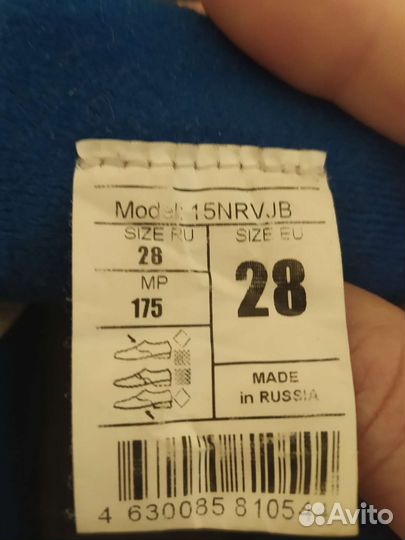 Model: 15NRVJB
SIZE RU
28
MP
175
SIZE EU
28
MADE
in RUSSIA
4 630085 81054
Avito